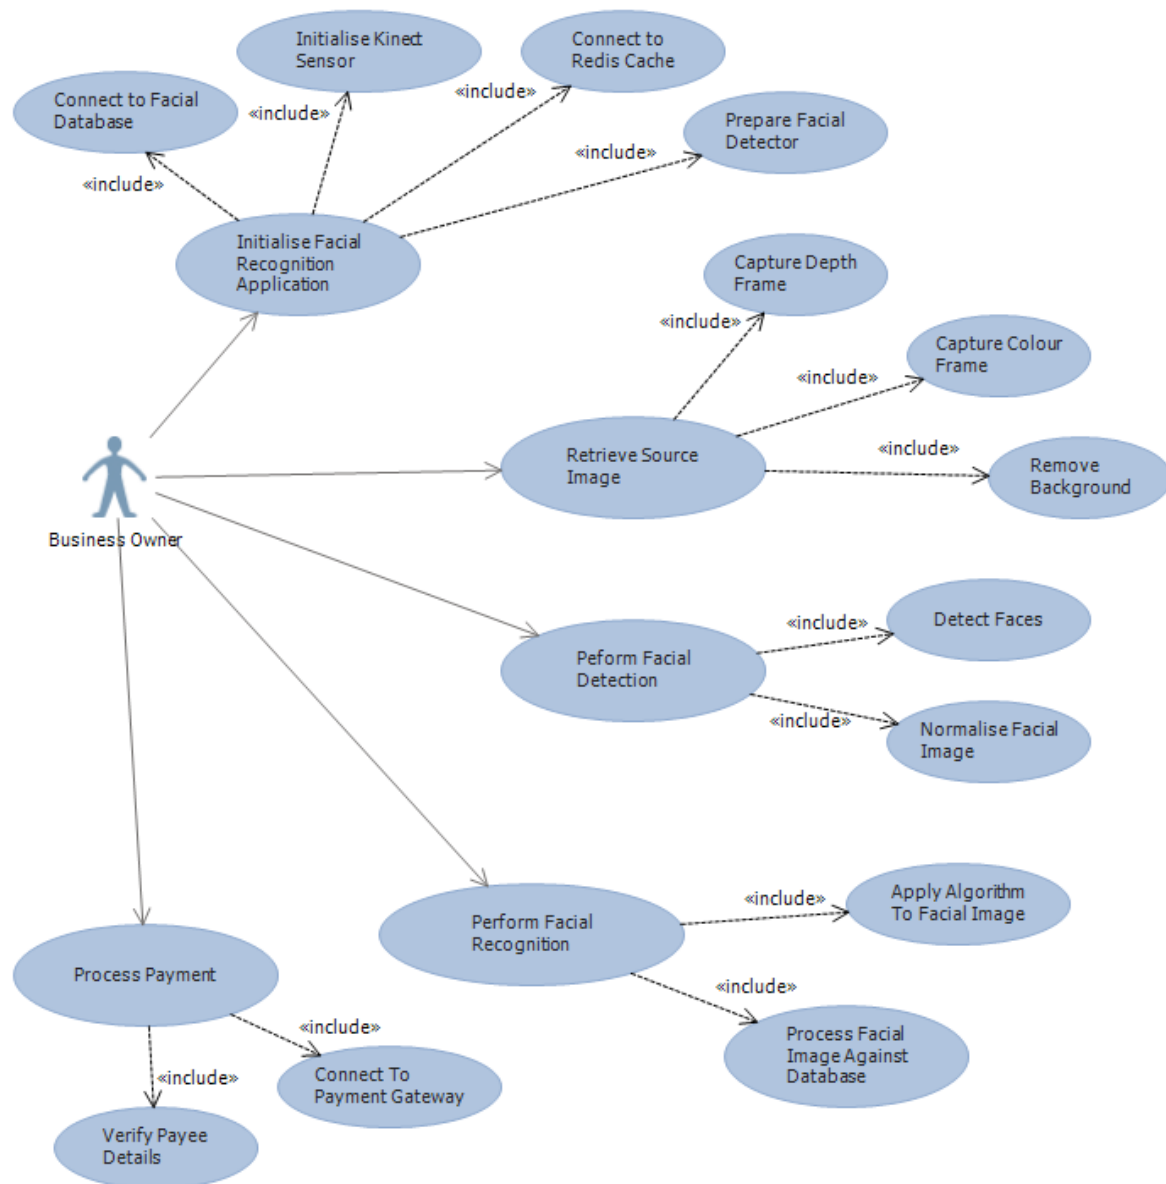 Initialise Kinect
Sensor
Connect to
Redis Cache
Connect to Facial
Database
«include»
«include»
Prepare Facial
Detector
«include»
«include»
Initialise Facial
Recognition
Application
Capture Depth
Frame
«include»
Capture Colour
Frame
«include»
Retrieve Source
Image
«include»
Remove
Background
Business Owner
Detect Faces
«include»
Peform Facial
Detection
«include»
Normalise Facial
Image
Apply Algorithm
To Facial Image
«include»
Perform Facial
Recognition
«include»
Process Facial
Image Against
Database
Process Payment
«include»
Connect To
Payment Gateway
«include»
Verify Payee
Details